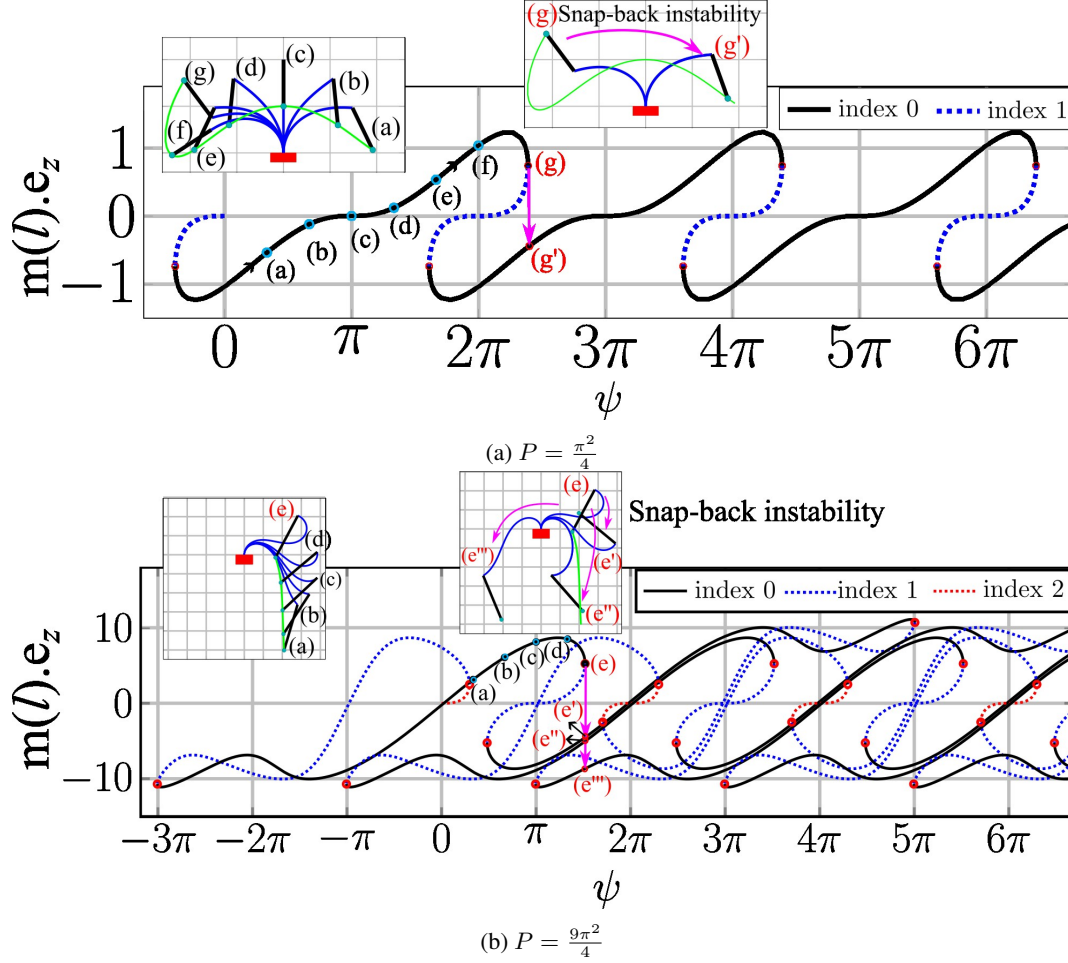 (g) Snap-back instability
(c)
(g) (d) (b) (g')
(f) (a)
(e)
index 0 index 1
m(l).e_z
1
0
−1
(a) (b) (c) (d) (e) (f) (g)
(g')
0 π 2π 3π 4π 5π 6π
ψ
(a) P = π²/4
(e)
(d)
(c)
(b)
(a)
(e)
(e''') (e')
(e'')
Snap-back instability
index 0 index 1 index 2
m(l).e_z
10
0
−10
(a) (b) (c) (d) (e)
(e')
(e'')
(e''')
−3π −2π −π 0 π 2π 3π 4π 5π 6π
ψ
(b) P = 9π²/4